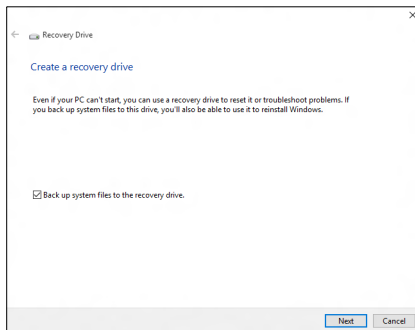 Recovery Drive
Create a recovery drive
Even if your PC can't start, you can use a recovery drive to reset it or troubleshoot problems. If
you back up system files to this drive, you'll also be able to use it to reinstall Windows.
Back up system files to the recovery drive.
Next Cancel